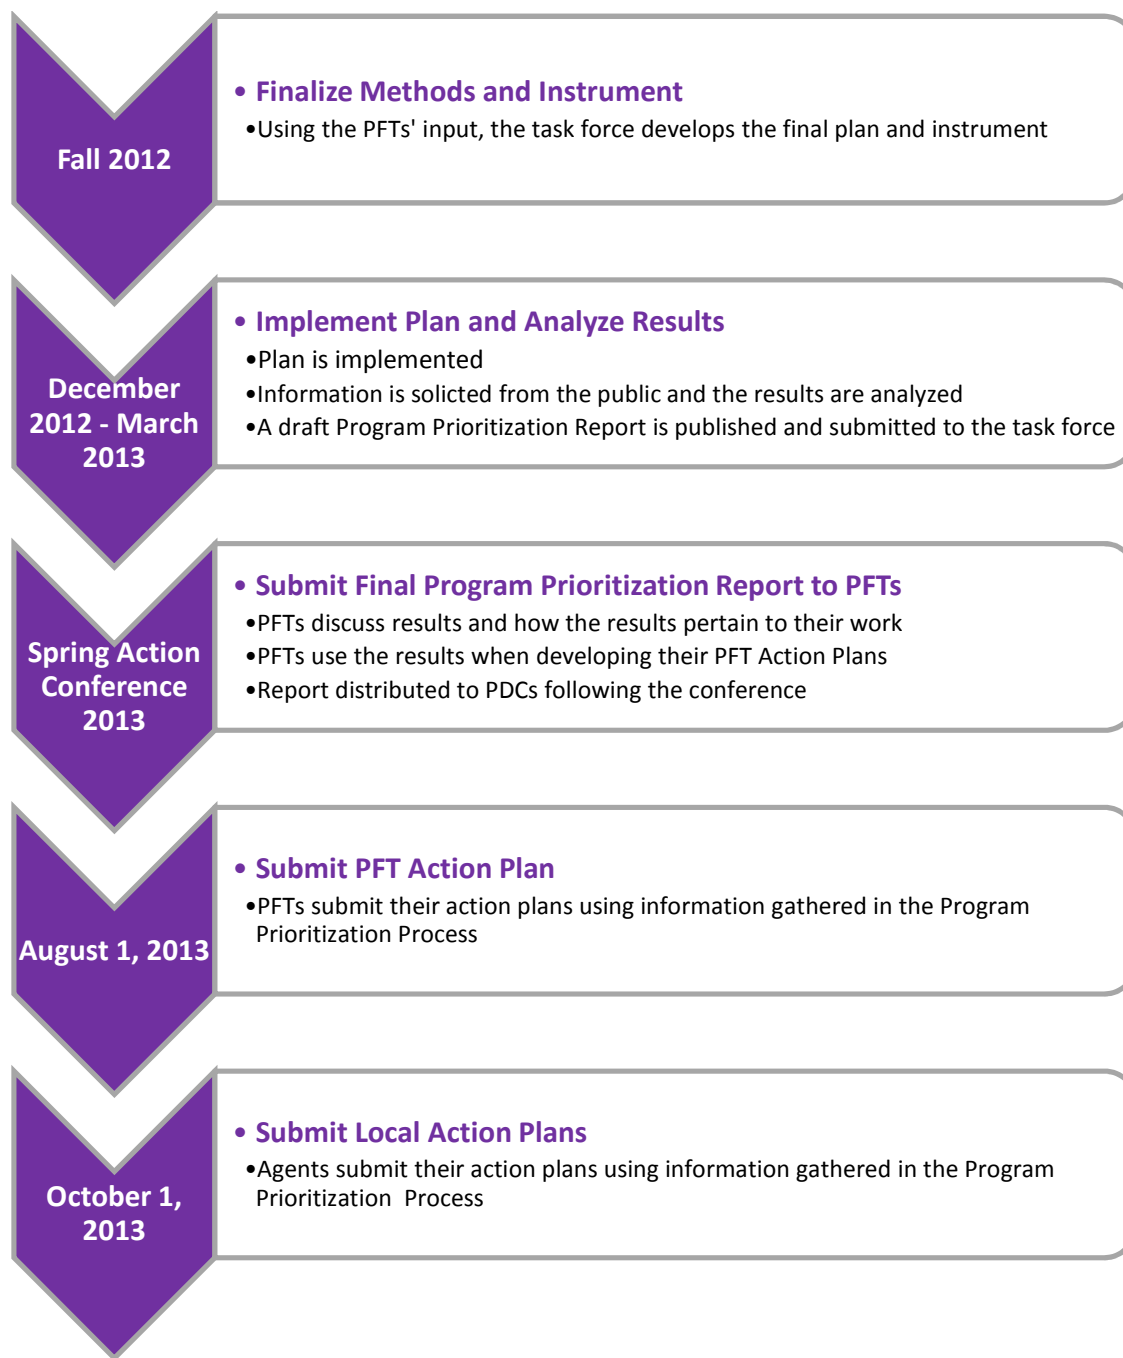 Fall 2012
• Finalize Methods and Instrument
•Using the PFTs' input, the task force develops the final plan and instrument
December
2012 - March
2013
• Implement Plan and Analyze Results
•Plan is implemented
•Information is solicted from the public and the results are analyzed
•A draft Program Prioritization Report is published and submitted to the task force
Spring Action
Conference
2013
• Submit Final Program Prioritization Report to PFTs
•PFTs discuss results and how the results pertain to their work
•PFTs use the results when developing their PFT Action Plans
•Report distributed to PDCs following the conference
August 1, 2013
• Submit PFT Action Plan
•PFTs submit their action plans using information gathered in the Program
Prioritization Process
October 1,
2013
• Submit Local Action Plans
•Agents submit their action plans using information gathered in the Program
Prioritization  Process